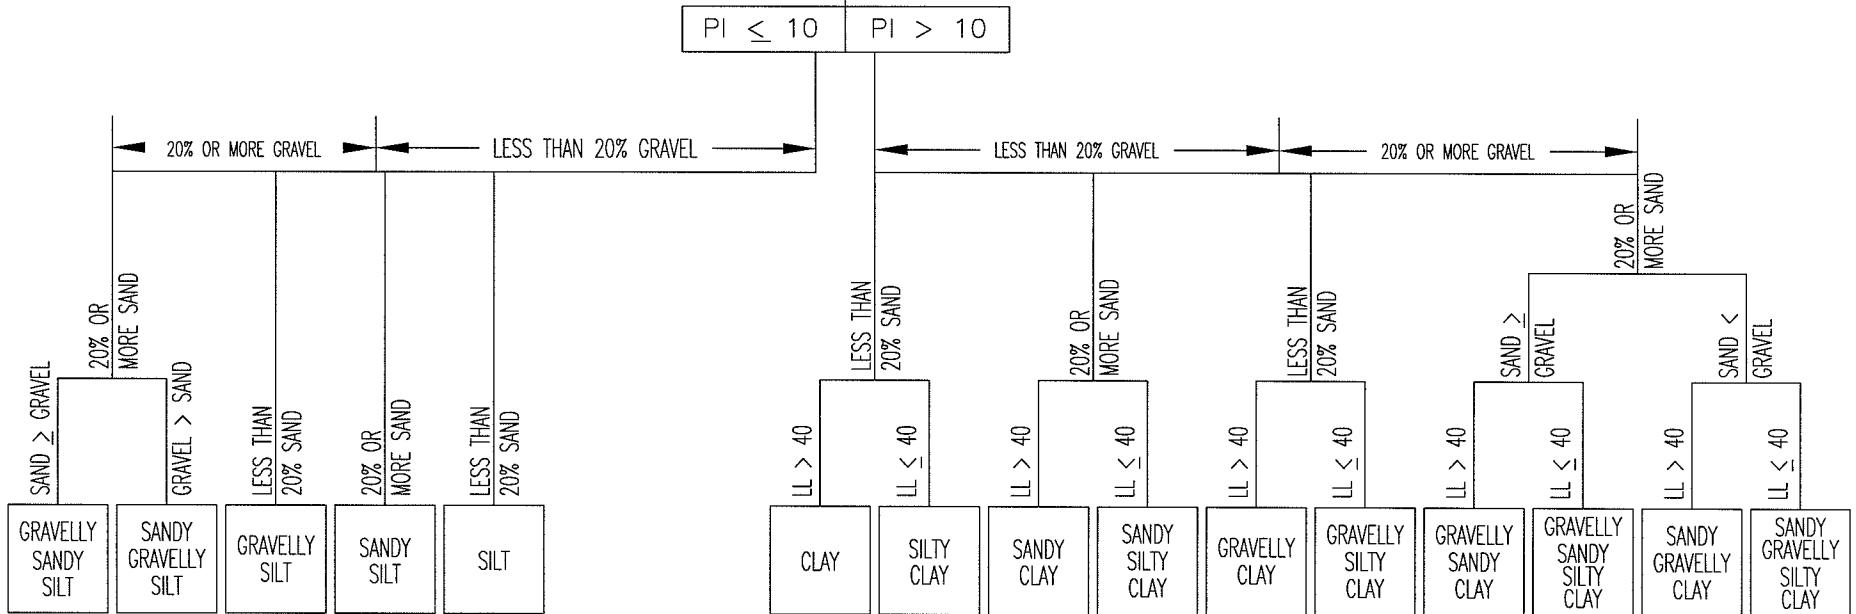 PI ≤ 10
PI > 10
20% OR MORE GRAVEL
LESS THAN 20% GRAVEL
LESS THAN 20% GRAVEL
20% OR MORE GRAVEL
20% OR
MORE SAND
SAND ≥ GRAVEL
GRAVEL > SAND
LESS THAN
20% SAND
20% OR
MORE SAND
LESS THAN
20% SAND
LESS THAN
20% SAND
20% OR
MORE SAND
LESS THAN
20% SAND
20% OR
MORE SAND
SAND ≥
GRAVEL
SAND <
GRAVEL
LL > 40
LL ≤ 40
LL > 40
LL ≤ 40
LL > 40
LL ≤ 40
LL > 40
LL ≤ 40
LL > 40
LL ≤ 40
GRAVELLY
SANDY
SILT
SANDY
GRAVELLY
SILT
GRAVELLY
SILT
SANDY
SILT
SILT
CLAY
SILTY
CLAY
SANDY
CLAY
SANDY
SILTY
CLAY
GRAVELLY
CLAY
GRAVELLY
SILTY
CLAY
GRAVELLY
SANDY
CLAY
GRAVELLY
SANDY
SILTY
CLAY
SANDY
GRAVELLY
CLAY
SANDY
GRAVELLY
SILTY
CLAY